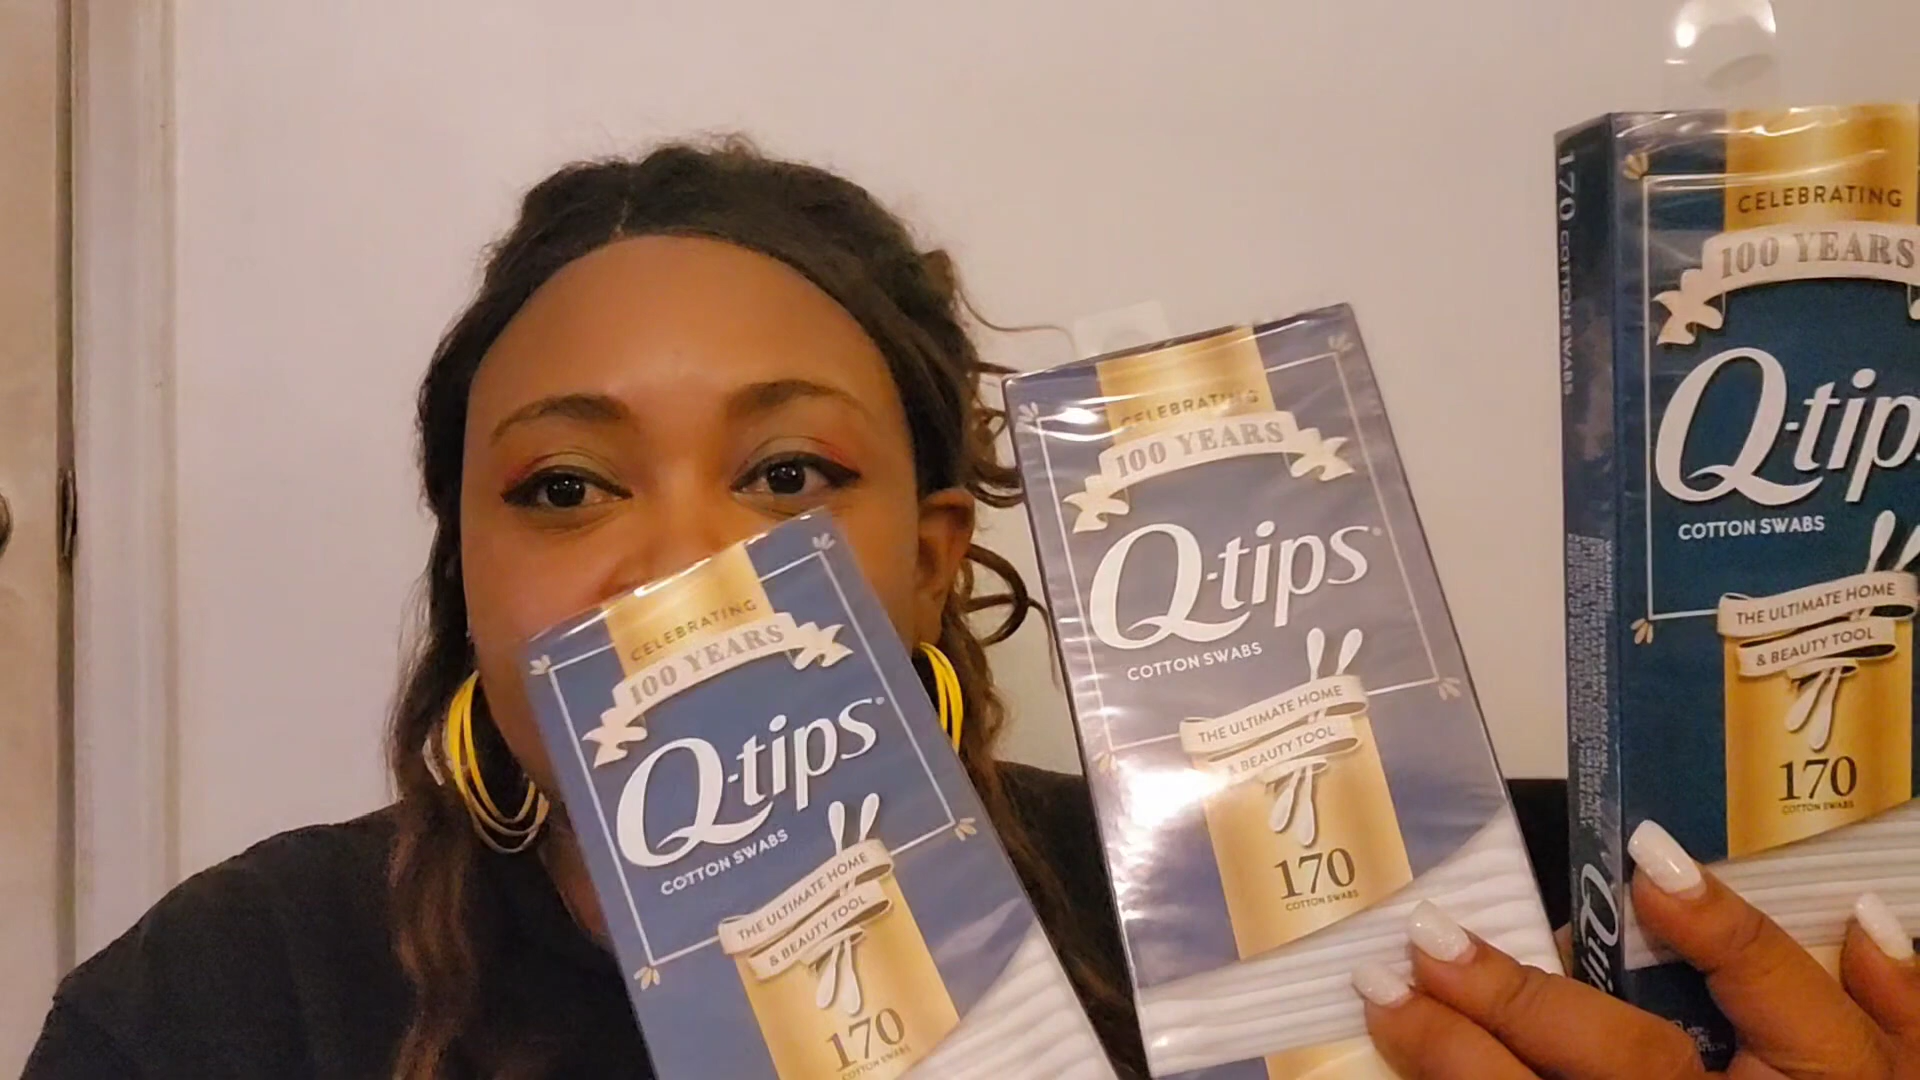 CELEBRATING
100 YEARS
Q-tips®
COTTON SWABS
THE ULTIMATE HOME
& BEAUTY TOOL
170
COTTON SWABS
CELEBRATING
100 YEARS
Q-tips®
COTTON SWABS
THE ULTIMATE HOME
& BEAUTY TOOL
170
COTTON SWABS
170 COTTON SWABS
CELEBRATING
100 YEARS
Q-tips
COTTON SWABS
THE ULTIMATE HOME
& BEAUTY TOOL
170
COTTON SWABS